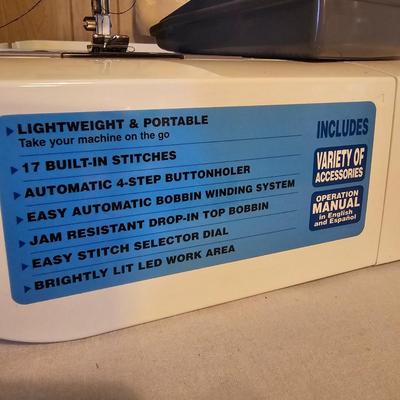 LIGHTWEIGHT & PORTABLE
Take your machine on the go
17 BUILT-IN STITCHES
AUTOMATIC 4-STEP BUTTONHOLER
EASY AUTOMATIC BOBBIN WINDING SYSTEM
JAM RESISTANT DROP-IN TOP BOBBIN
EASY STITCH SELECTOR DIAL
BRIGHTLY LIT LED WORK AREA
INCLUDES
VARIETY OF
ACCESSORIES
OPERATION
MANUAL
in English
and Español